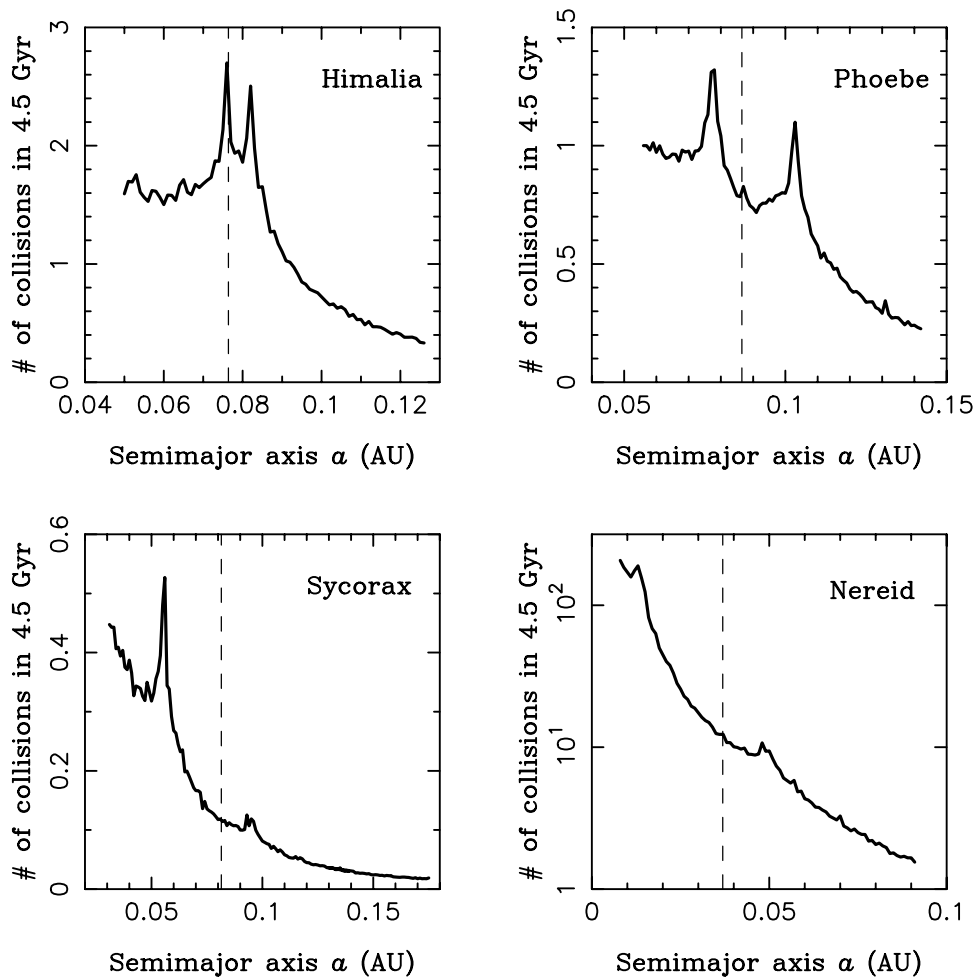 # of collisions in 4.5 Gyr
3
2
1
0
Himalia
0.04 0.06 0.08 0.1 0.12
Semimajor axis a (AU)
# of collisions in 4.5 Gyr
1.5
1
0.5
0
Phoebe
0.05 0.1 0.15
Semimajor axis a (AU)
# of collisions in 4.5 Gyr
0.6
0.4
0.2
0
Sycorax
0.05 0.1 0.15
Semimajor axis a (AU)
# of collisions in 4.5 Gyr
10²
10¹
1
Nereid
0 0.05 0.1
Semimajor axis a (AU)